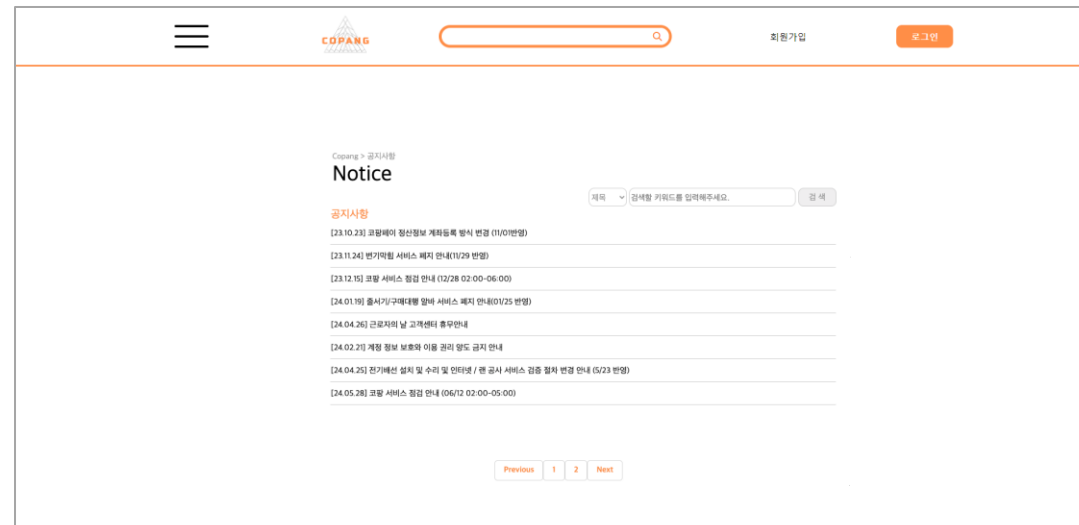 COPANG
회원가입
로그인
Copang > 공지사항
Notice
제목
검색할 키워드를 입력해주세요.
검 색
공지사항
[23.10.23] 코팡페이 정산정보 계좌등록 방식 변경 (11/01반영)
[23.11.24] 변기막힘 서비스 폐지 안내(11/29 반영)
[23.12.15] 코팡 서비스 점검 안내 (12/28 02:00-06:00)
[24.01.19] 줄서기/구매대행 알바 서비스 폐지 안내(01/25 반영)
[24.04.26] 근로자의 날 고객센터 휴무안내
[24.02.21] 계정 정보 보호와 이용 권리 양도 금지 안내
[24.04.25] 전기배선 설치 및 수리 및 인터넷 / 랜 공사 서비스 검증 절차 변경 안내 (5/23 반영)
[24.05.28] 코팡 서비스 점검 안내 (06/12 02:00-05:00)
Previous 1 2 Next